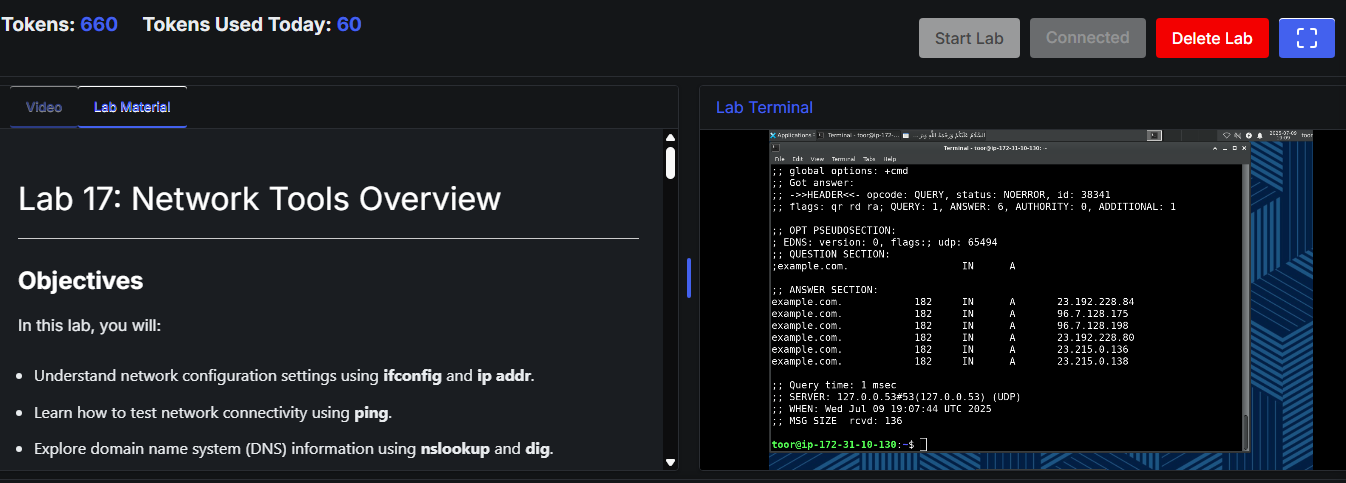 Tokens: 660 Tokens Used Today: 60
Start Lab Connected Delete Lab
Video Lab Material
Lab 17: Network Tools Overview
Objectives
In this lab, you will:
• Understand network configuration settings using ifconfig and ip addr.
• Learn how to test network connectivity using ping.
• Explore domain name system (DNS) information using nslookup and dig.
Lab Terminal
Applications Terminal - toor@ip-172-...
Terminal - toor@ip-172-31-10-130: ~
File Edit View Terminal Tabs Help
;; global options: +cmd
;; Got answer:
;; ->>HEADER<<- opcode: QUERY, status: NOERROR, id: 38341
;; flags: qr rd ra; QUERY: 1, ANSWER: 6, AUTHORITY: 0, ADDITIONAL: 1
;; OPT PSEUDOSECTION:
; EDNS: version: 0, flags:; udp: 65494
;; QUESTION SECTION:
;example.com. IN A
;; ANSWER SECTION:
example.com. 182 IN A 23.192.228.84
example.com. 182 IN A 96.7.128.175
example.com. 182 IN A 96.7.128.198
example.com. 182 IN A 23.192.228.80
example.com. 182 IN A 23.215.0.136
example.com. 182 IN A 23.215.0.138
;; Query time: 1 msec
;; SERVER: 127.0.0.53#53(127.0.0.53) (UDP)
;; WHEN: Wed Jul 09 19:07:44 UTC 2025
;; MSG SIZE rcvd: 136
toor@ip-172-31-10-130:~$